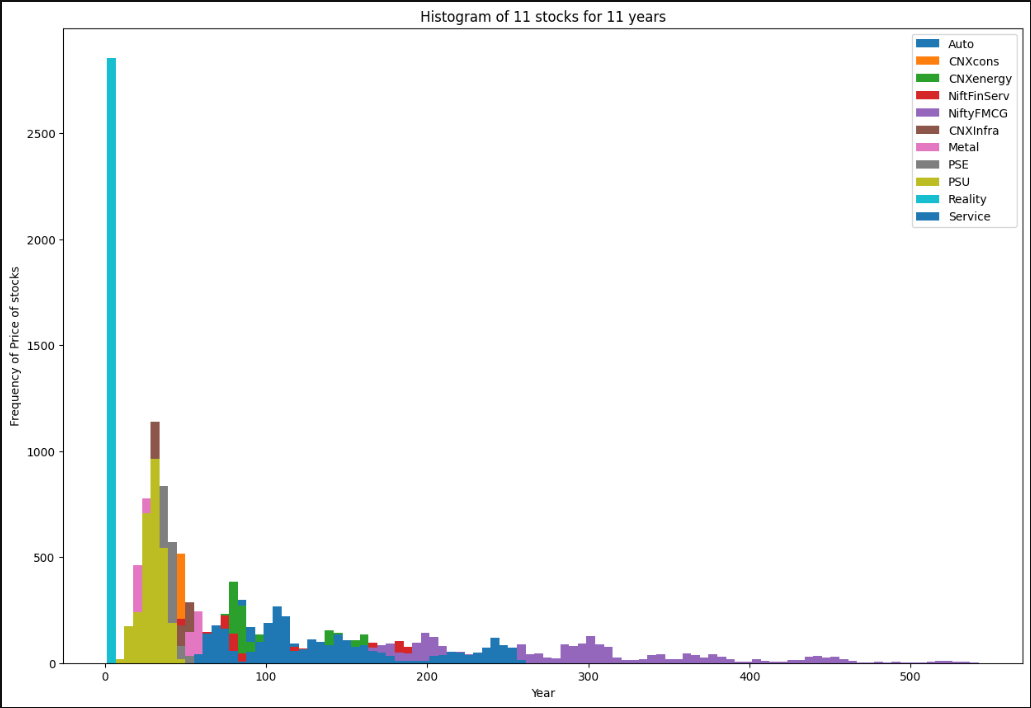 Histogram of 11 stocks for 11 years
Auto
CNXcons
CNXenergy
NiftFinServ
NiftyFMCG
CNXInfra
Metal
PSE
PSU
Reality
Service
2500
2000
1500
1000
500
0
Frequency of Price of stocks
0 100 200 300 400 500
Year